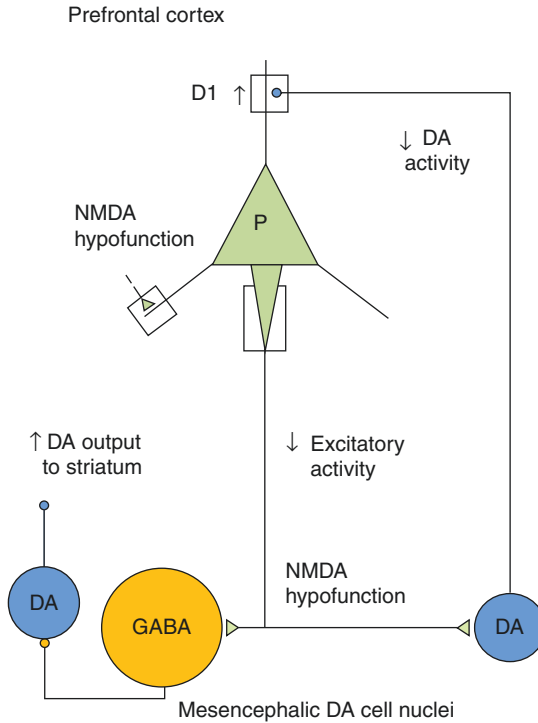 Prefrontal cortex
D1 ↑
↓ DA
activity
NMDA
hypofunction
P
↑ DA output
to striatum
↓ Excitatory
activity
NMDA
hypofunction
DA
GABA
DA
Mesencephalic DA cell nuclei